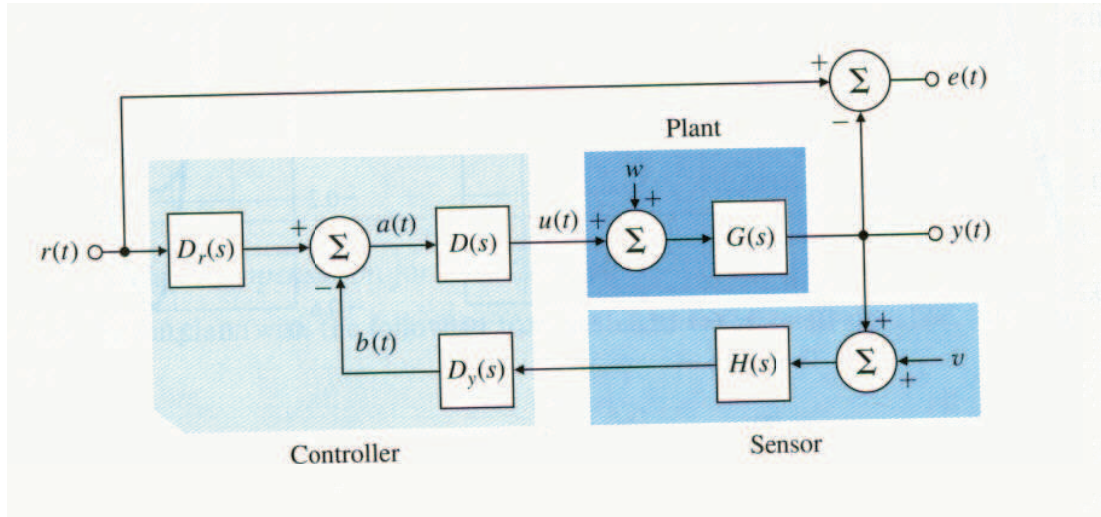 +
Σ
e(t)
−
Plant
w
+
r(t)
D_r(s)
+
Σ
a(t)
D(s)
u(t)
+
Σ
G(s)
y(t)
−
b(t)
D_y(s)
H(s)
+
Σ
+
v
Controller
Sensor